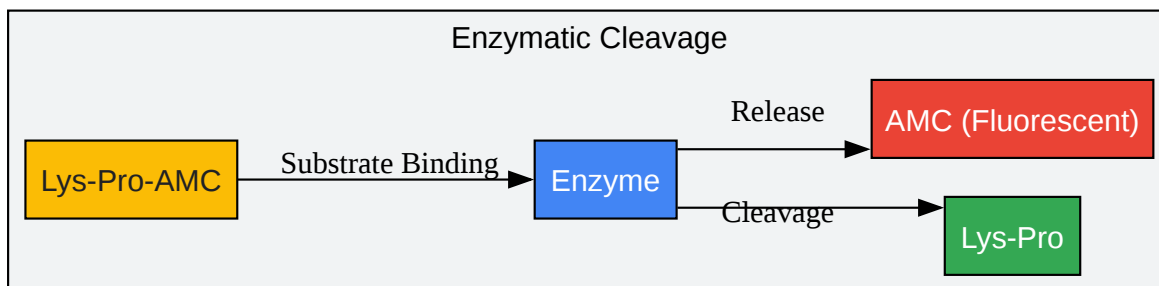 Enzymatic Cleavage
Release
AMC (Fluorescent)
Lys-Pro-AMC
Substrate Binding
Enzyme
Cleavage
Lys-Pro